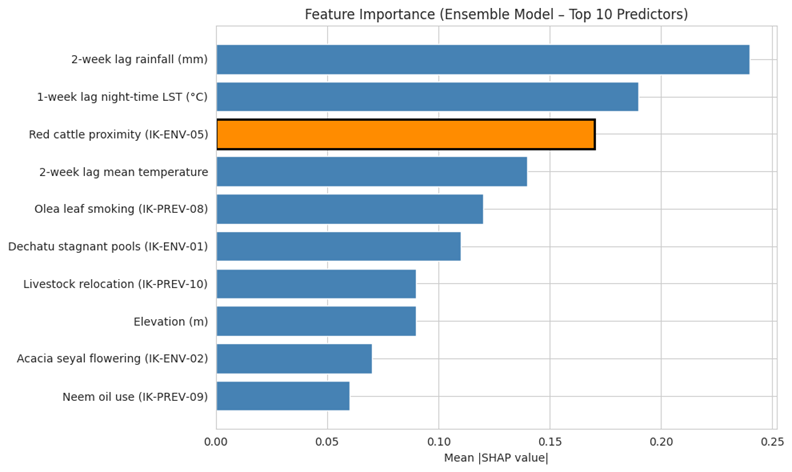 Feature Importance (Ensemble Model – Top 10 Predictors)
2-week lag rainfall (mm)
1-week lag night-time LST (°C)
Red cattle proximity (IK-ENV-05)
2-week lag mean temperature
Olea leaf smoking (IK-PREV-08)
Dechatu stagnant pools (IK-ENV-01)
Livestock relocation (IK-PREV-10)
Elevation (m)
Acacia seyal flowering (IK-ENV-02)
Neem oil use (IK-PREV-09)
0.00 0.05 0.10 0.15 0.20 0.25
Mean |SHAP value|